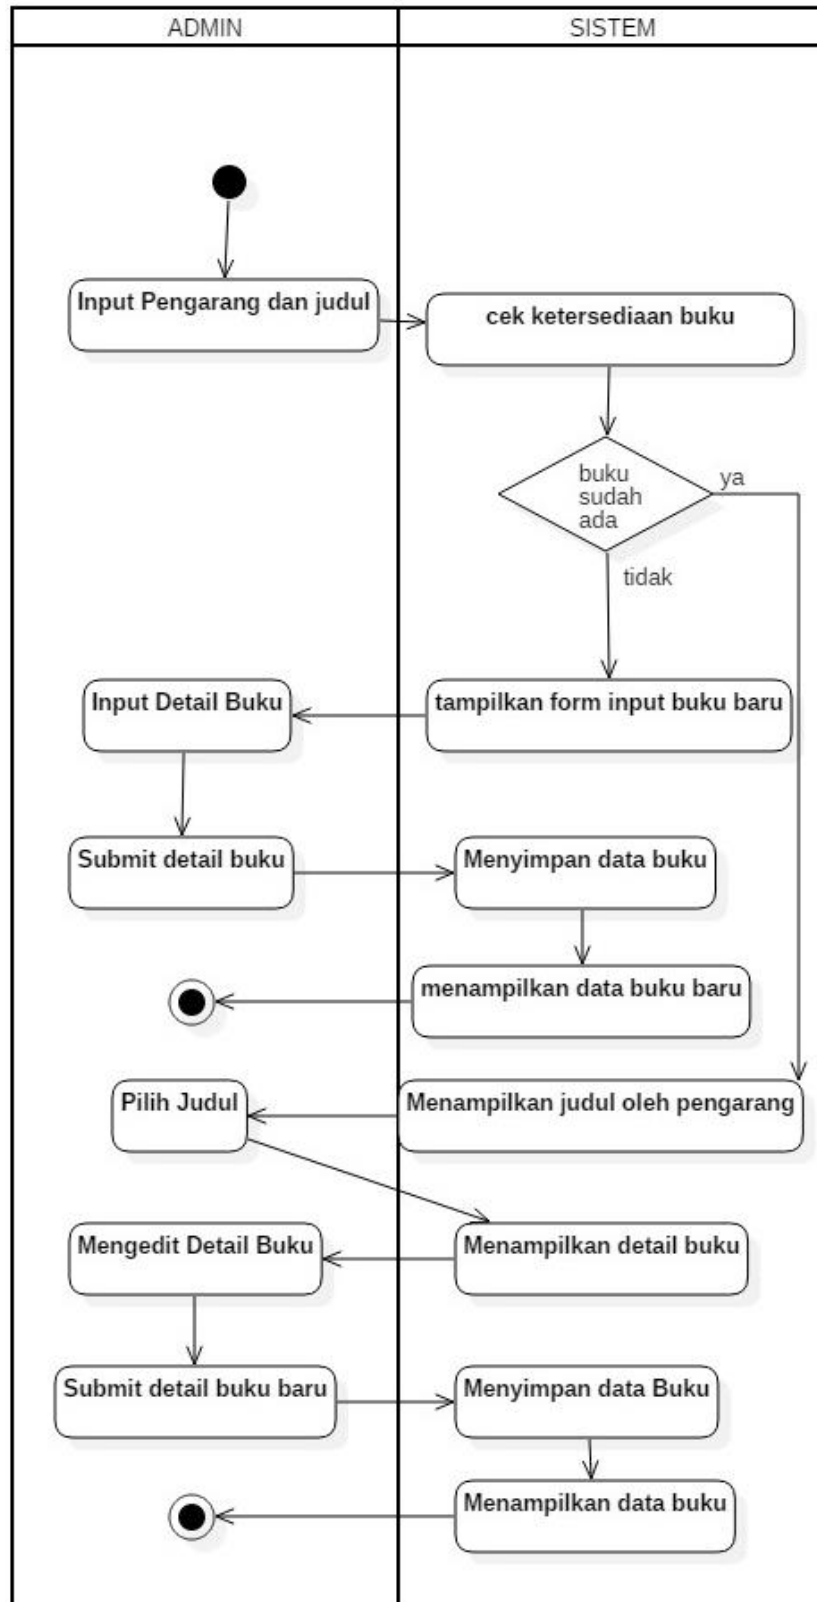 ADMIN
SISTEM
Input Pengarang dan judul
cek ketersediaan buku
buku
sudah
ada
ya
tidak
Input Detail Buku
tampilkan form input buku baru
Submit detail buku
Menyimpan data buku
menampilkan data buku baru
Pilih Judul
Menampilkan judul oleh pengarang
Mengedit Detail Buku
Menampilkan detail buku
Submit detail buku baru
Menyimpan data Buku
Menampilkan data buku